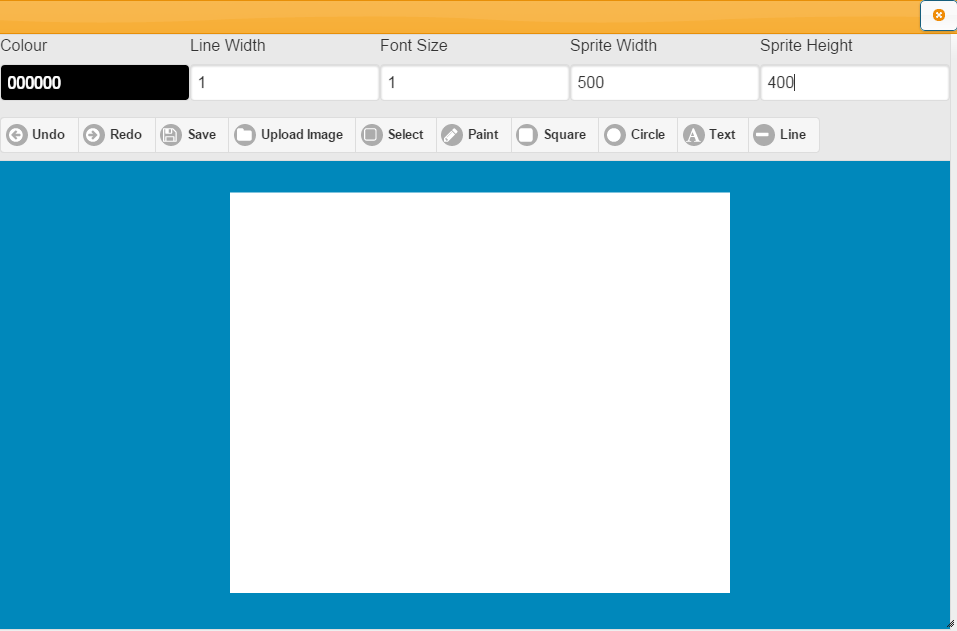 Colour Line Width Font Size Sprite Width Sprite Height
000000 1 1 500 400
Undo Redo Save Upload Image Select Paint Square Circle A Text Line